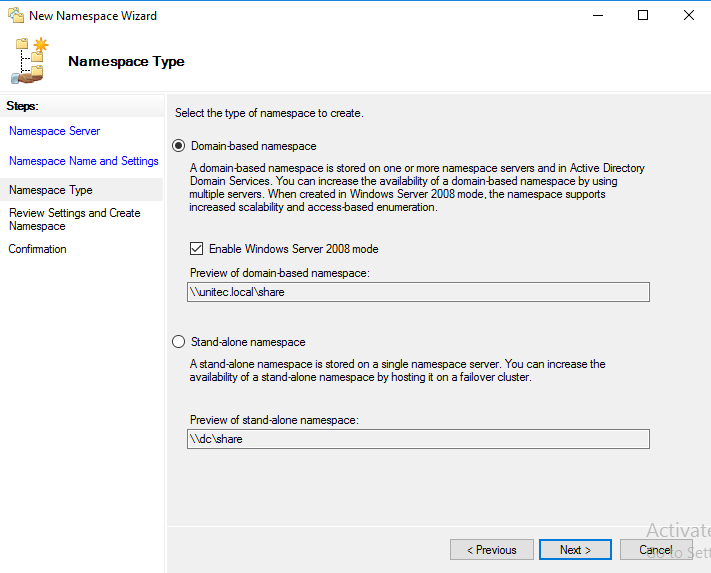 New Namespace Wizard
Namespace Type
Steps:
Namespace Server
Namespace Name and Settings
Namespace Type
Review Settings and Create
Namespace
Confirmation
Select the type of namespace to create.
Domain-based namespace
A domain-based namespace is stored on one or more namespace servers and in Active Directory
Domain Services. You can increase the availability of a domain-based namespace by using
multiple servers. When created in Windows Server 2008 mode, the namespace supports
increased scalability and access-based enumeration.
Enable Windows Server 2008 mode
Preview of domain-based namespace:
\\unitec.local\share
Stand-alone namespace
A stand-alone namespace is stored on a single namespace server. You can increase the
availability of a stand-alone namespace by hosting it on a failover cluster.
Preview of stand-alone namespace:
\\dc\share
Activate
< Previous
Next >
Cancel
to Sett